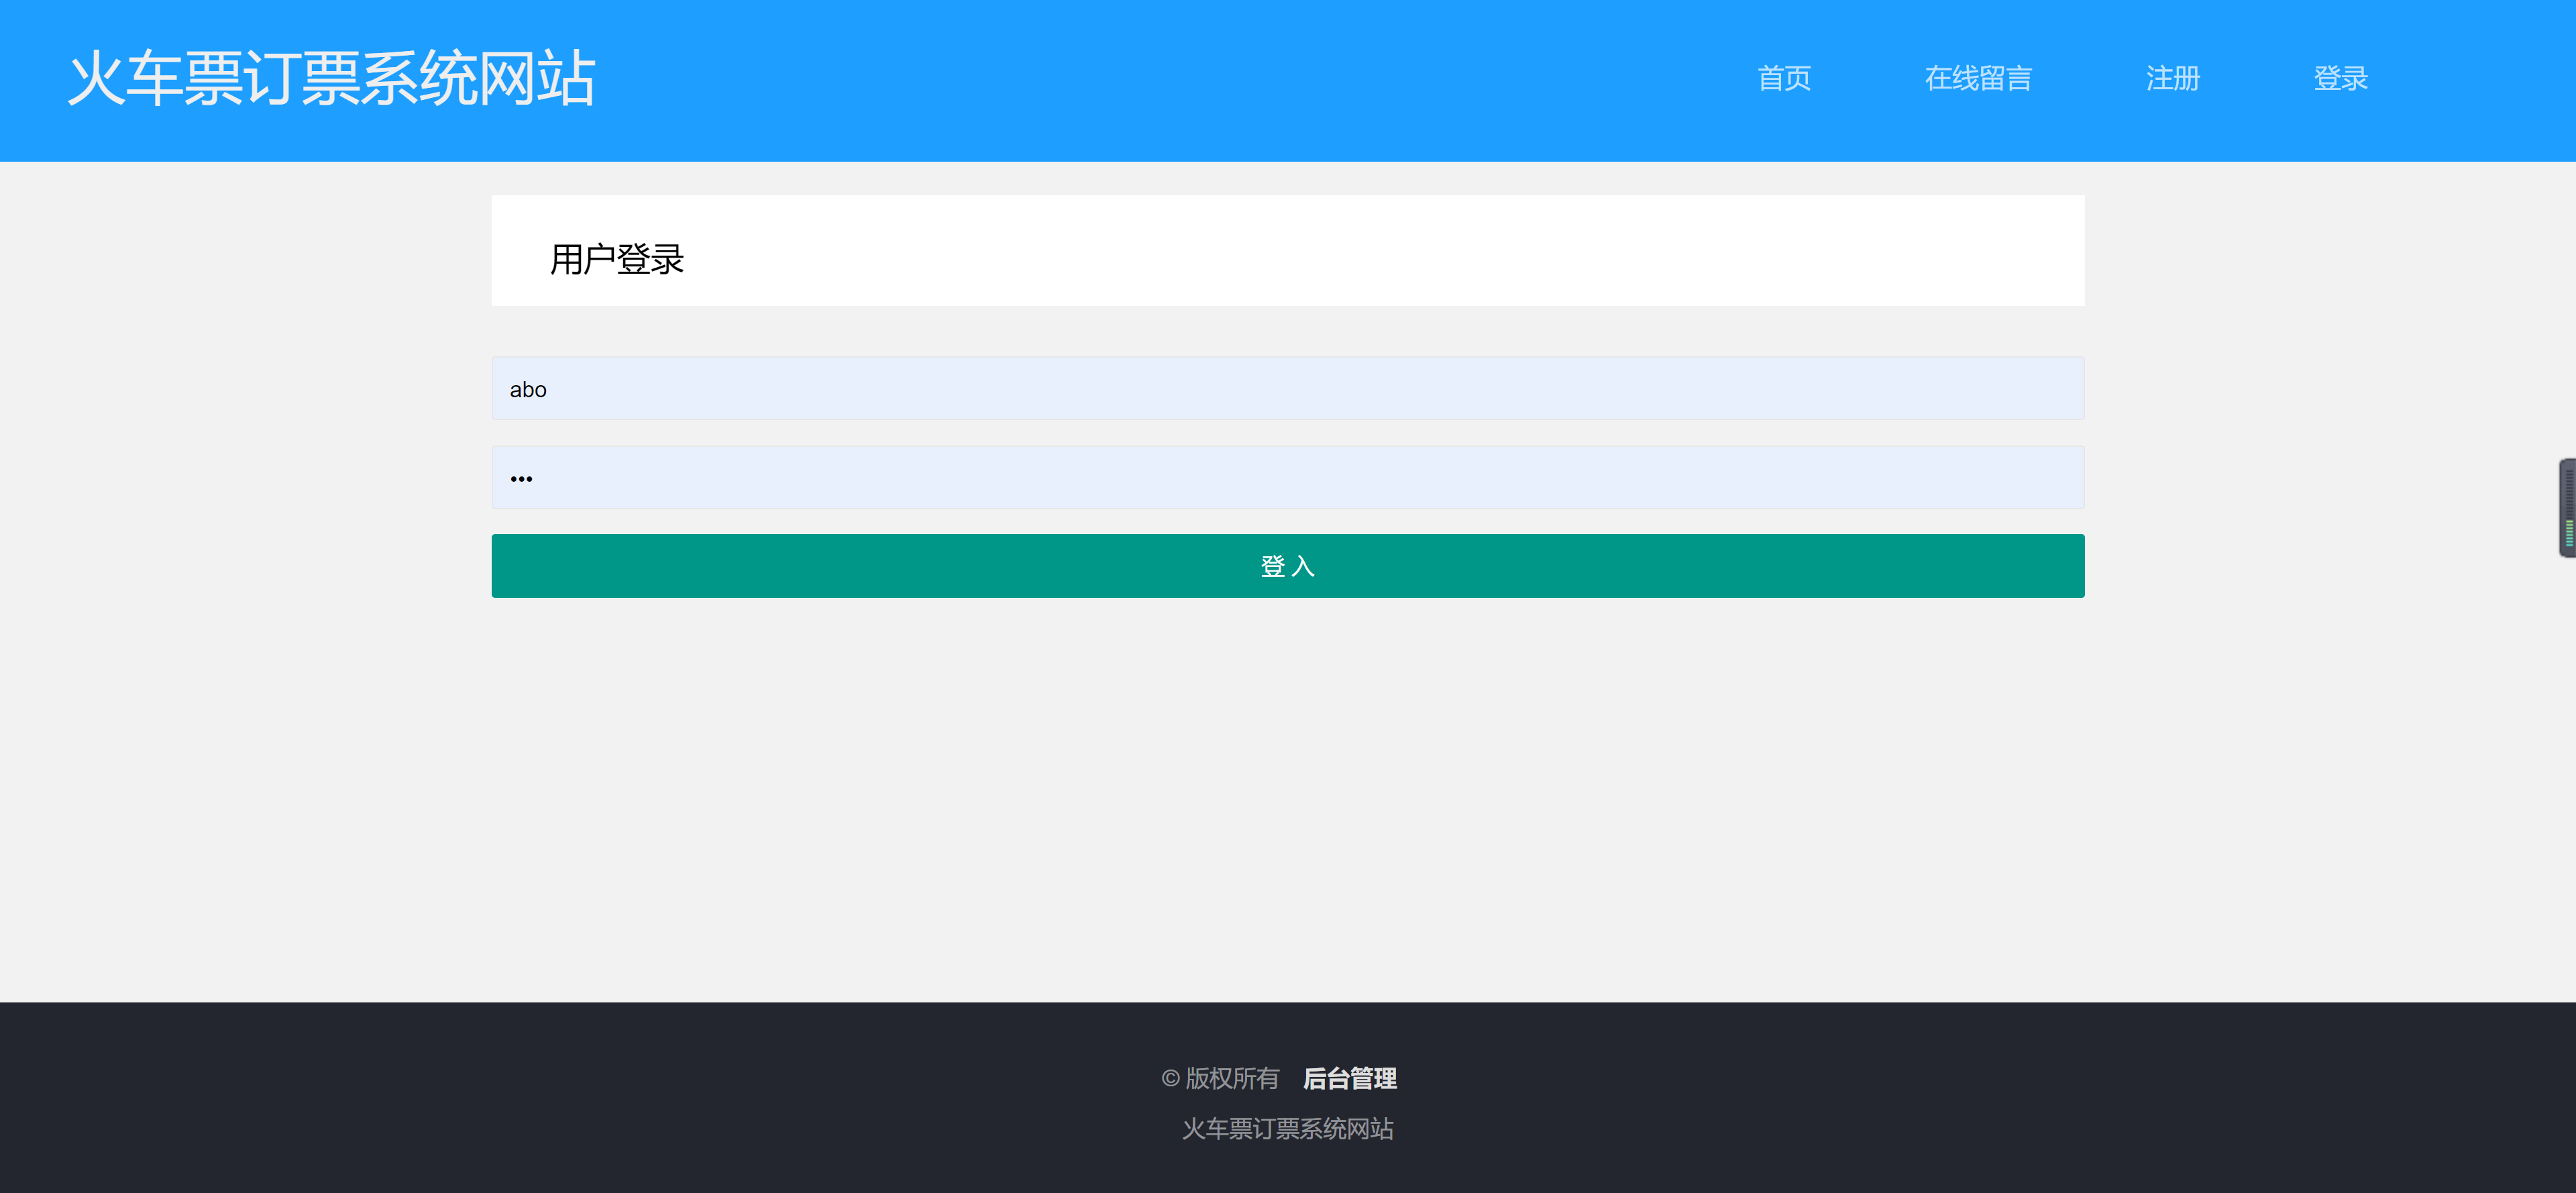 火车票订票系统网站
首页 在线留言 注册 登录
用户登录
abo
•••
登 入
© 版权所有 后台管理
火车票订票系统网站